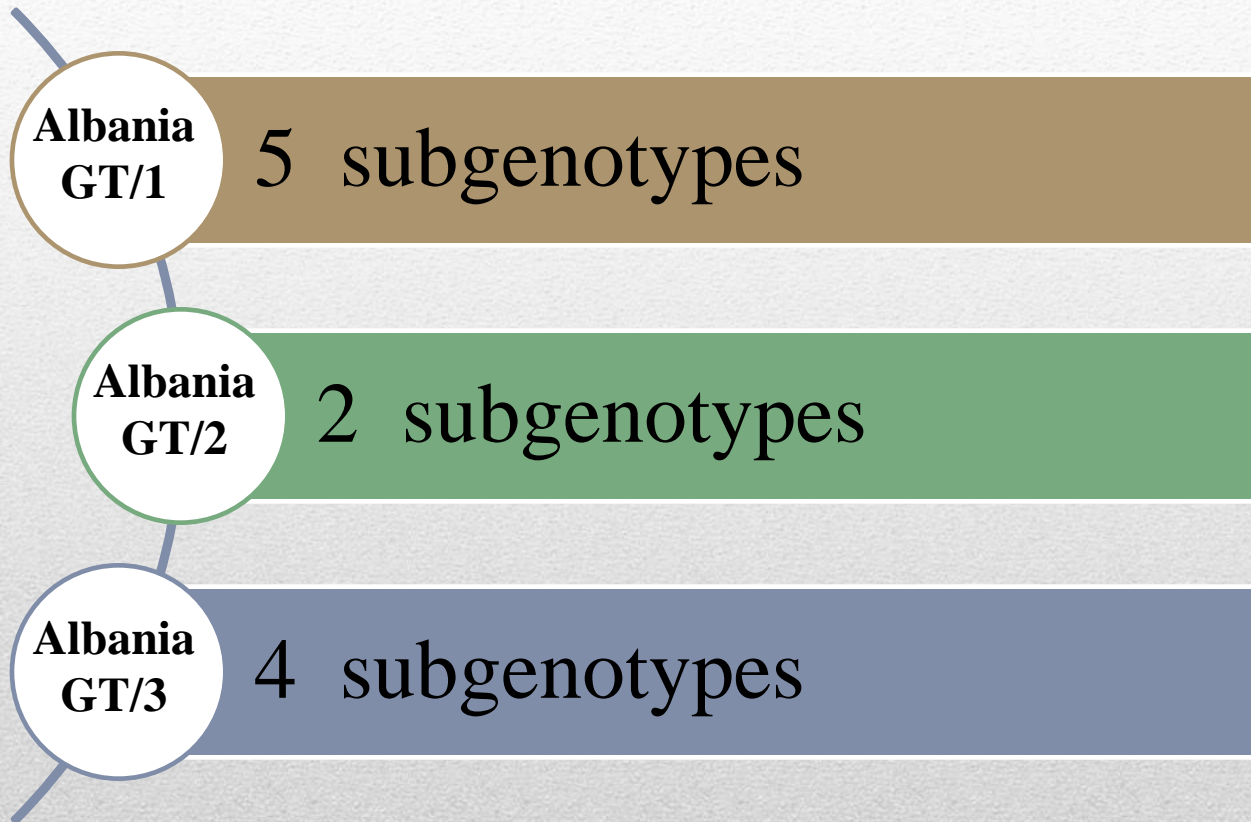 Albania
GT/1
5 subgenotypes
Albania
GT/2
2 subgenotypes
Albania
GT/3
4 subgenotypes